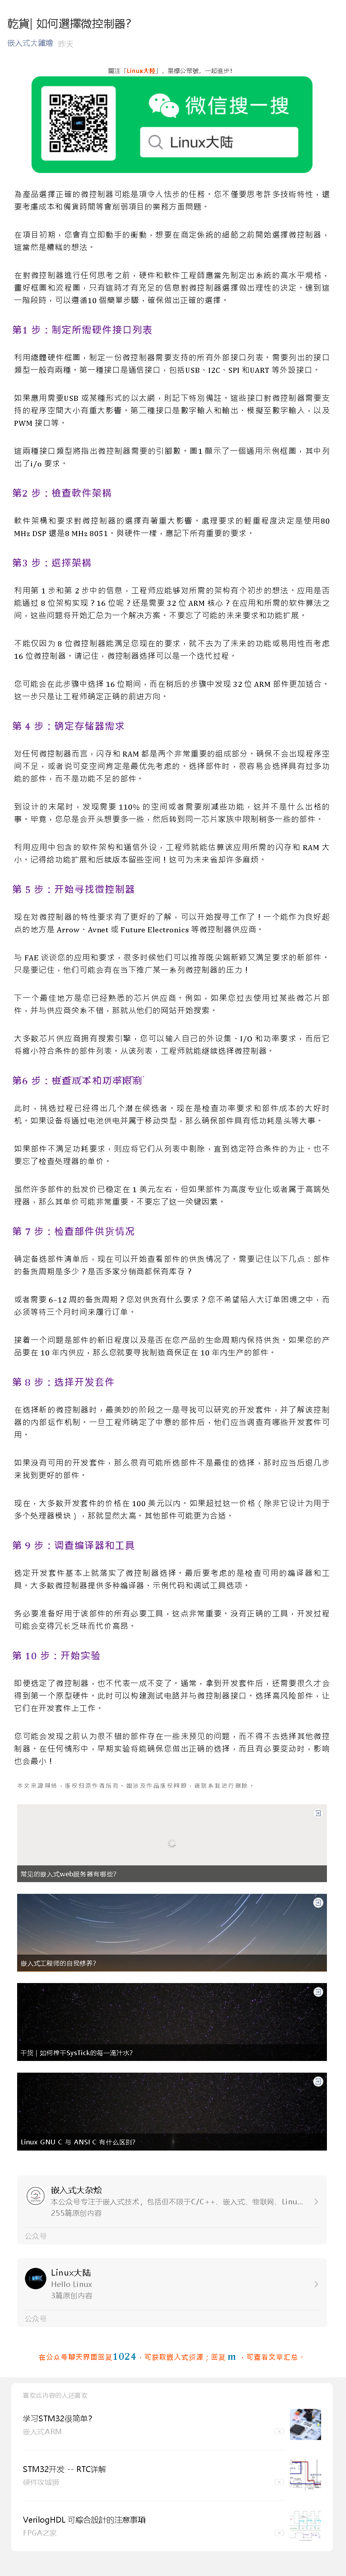 乾貨| 如何選擇微控制器?
嵌入式大雜燴 昨天
關注「Linux大陸」，星標公眾號，一起進步!
微信搜一搜
Linux大陆
為產品選擇正確的微控制器可能是項令人怯步的任務。您不僅要思考許多技術特性，還
要考慮成本和備貨時間等會削弱項目的業務方面問題。
在項目初期，您會有立即動手的衝動，想要在商定係統的細節之前開始選擇微控制器，
這當然是糟糕的想法。
在對微控制器進行任何思考之前，硬件和軟件工程師應當先制定出系統的高水平規格，
畫好框圖和流程圖，只有這時才有充足的信息對微控制器選擇做出理性的決定。達到這
一階段時，可以遵循10 個簡單步驟，確保做出正確的選擇。
第1 步：制定所需硬件接口列表
利用總體硬件框圖，制定一份微控制器需要支持的所有外部接口列表。需要列出的接口
類型一般有兩種。第一種接口是通信接口，包括USB、I2C、SPI 和UART 等外設接口。
如果應用需要USB 或某種形式的以太網，則記下特別備註。這些接口對微控制器需要支
持的程序空間大小有重大影響。第二種接口是數字輸入和輸出、模擬至數字輸入，以及
PWM 接口等。
這兩種接口類型將指出微控制器需要的引腳數。圖1 顯示了一個通用示例框圖，其中列
出了i/o 要求。
第2 步：檢查軟件架構
軟件架構和要求對微控制器的選擇有著重大影響。處理要求的輕重程度決定是使用80
MHz DSP 還是8 MHz 8051。與硬件一樣，應記下所有重要的要求。
第3 步：選擇架構
利用第 1 步和第 2 步中的信息，工程师应能够对所需的架构有个初步的想法。应用是否
能通过 8 位架构实现？16 位呢？还是需要 32 位 ARM 核心？在应用和所需的软件算法之
间，这些问题将开始汇总为一个解决方案。不要忘了可能的未来要求和功能扩展。
不能仅因为 8 位微控制器能满足您现在的要求，就不去为了未来的功能或易用性而考虑
16 位微控制器。请记住，微控制器选择可以是一个迭代过程。
您可能会在此步骤中选择 16 位期间，而在稍后的步骤中发现 32 位 ARM 部件更加适合。
这一步只是让工程师确定正确的前进方向。
第 4 步：确定存储器需求
对任何微控制器而言，闪存和 RAM 都是两个非常重要的组成部分。确保不会出现程序空
间不足，或者说可变空间肯定是最优先考虑的。选择部件时，很容易会选择具有过多功
能的部件，而不是功能不足的部件。
到设计的末尾时，发现需要 110% 的空间或者需要削减些功能，这并不是什么出格的
事。毕竟，您总是会开头想要多一些，然后转到同一芯片家族中限制稍多一些的部件。
利用应用中包含的软件架构和通信外设，工程师就能估算该应用所需的闪存和 RAM 大
小。记得给功能扩展和后续版本留些空间！这可为未来省却许多麻烦。
第 5 步：开始寻找微控制器
现在对微控制器的特性要求有了更好的了解，可以开始搜寻工作了！一个能作为良好起
点的地方是 Arrow、Avnet 或 Future Electronics 等微控制器供应商。
与 FAE 谈谈您的应用和要求，很多时候他们可以推荐既尖端新颖又满足要求的新部件。
只是要记住，他们可能会有在当下推广某一系列微控制器的压力！
下一个最佳地方是您已经熟悉的芯片供应商。例如，如果您过去使用过某些微芯片部
件，并与供应商关系不错，那就从他们的网站开始搜索。
大多数芯片供应商拥有搜索引擎，您可以输入自己的外设集、I/O 和功率要求，而后它
将缩小符合条件的部件列表。从该列表，工程师就能继续选择微控制器。
第6 步：檢查成本和功率限制
此时，挑选过程已经得出几个潜在候选者。现在是检查功率要求和部件成本的大好时
机。如果设备将通过电池供电并属于移动类型，那么确保部件具有低功耗是头等大事。
如果部件不满足功耗要求，则应将它们从列表中剔除，直到选定符合条件的为止。也不
要忘了检查处理器的单价。
虽然许多部件的批发价已稳定在 1 美元左右，但如果部件为高度专业化或者属于高端处
理器，那么其单价可能非常重要。不要忘了这一关键因素。
第 7 步：检查部件供货情况
确定备选部件清单后，现在可以开始查看部件的供货情况了。需要记住以下几点：部件
的备货周期是多少？是否多家分销商都保有库存？
或者需要 6–12 周的备货周期？您对供货有什么要求？您不希望陷入大订单困境之中，而
必须等待三个月时间来履行订单。
接着一个问题是部件的新旧程度以及是否在您产品的生命周期内保持供货。如果您的产
品要在 10 年内供应，那么您就要寻找制造商保证在 10 年内生产的部件。
第 8 步：选择开发套件
在选择新的微控制器时，最美妙的阶段之一是寻找可以研究的开发套件，并了解该控制
器的内部运作机制。一旦工程师确定了中意的部件后，他们应当调查有哪些开发套件可
用。
如果没有可用的开发套件，那么很有可能所选部件不是最佳的选择，那时应当后退几步
来找到更好的部件。
现在，大多数开发套件的价格在 100 美元以内。如果超过这一价格（除非它设计为用于
多个处理器模块），那就显然太高。其他部件可能更为合适。
第 9 步：调查编译器和工具
选定开发套件基本上就落实了微控制器选择。最后要考虑的是检查可用的编译器和工
具。大多数微控制器提供多种编译器、示例代码和调试工具选项。
务必要准备好用于该部件的所有必要工具，这点非常重要。没有正确的工具，开发过程
可能会变得冗长乏味而代价高昂。
第 10 步：开始实验
即便选定了微控制器，也不代表一成不变了。通常，拿到开发套件后，还需要很久才会
得到第一个原型硬件。此时可以构建测试电路并与微控制器接口。选择高风险部件，让
它们在开发套件上工作。
您可能会发现之前认为很不错的部件存在一些未预见的问题，而不得不去选择其他微控
制器。在任何情形中，早期实验将能确保您做出正确的选择，而且有必要变动时，影响
也会最小！
本文来源网络，版权归原作者所有。如涉及作品版权问题，请联系我进行删除。
常见的嵌入式web服务器有哪些?
嵌入式工程师的自我修养?
干货 | 如何榨干SysTick的每一滴汁水?
Linux GNU C 与 ANSI C 有什么区别?
嵌入式大杂烩
本公众号专注于嵌入式技术，包括但不限于C/C++、嵌入式、物联网、Linu...
255篇原创内容
公众号
Linux大陆
Hello Linux
3篇原创内容
公众号
在公众号聊天界面回复1024，可获取嵌入式资源；回复 m ，可查看文章汇总。
喜欢此内容的人还喜欢
学习STM32很简单?
嵌入式ARM
STM32开发 -- RTC详解
硬件攻城狮
VerilogHDL 可綜合設計的注意事項
FPGA之家